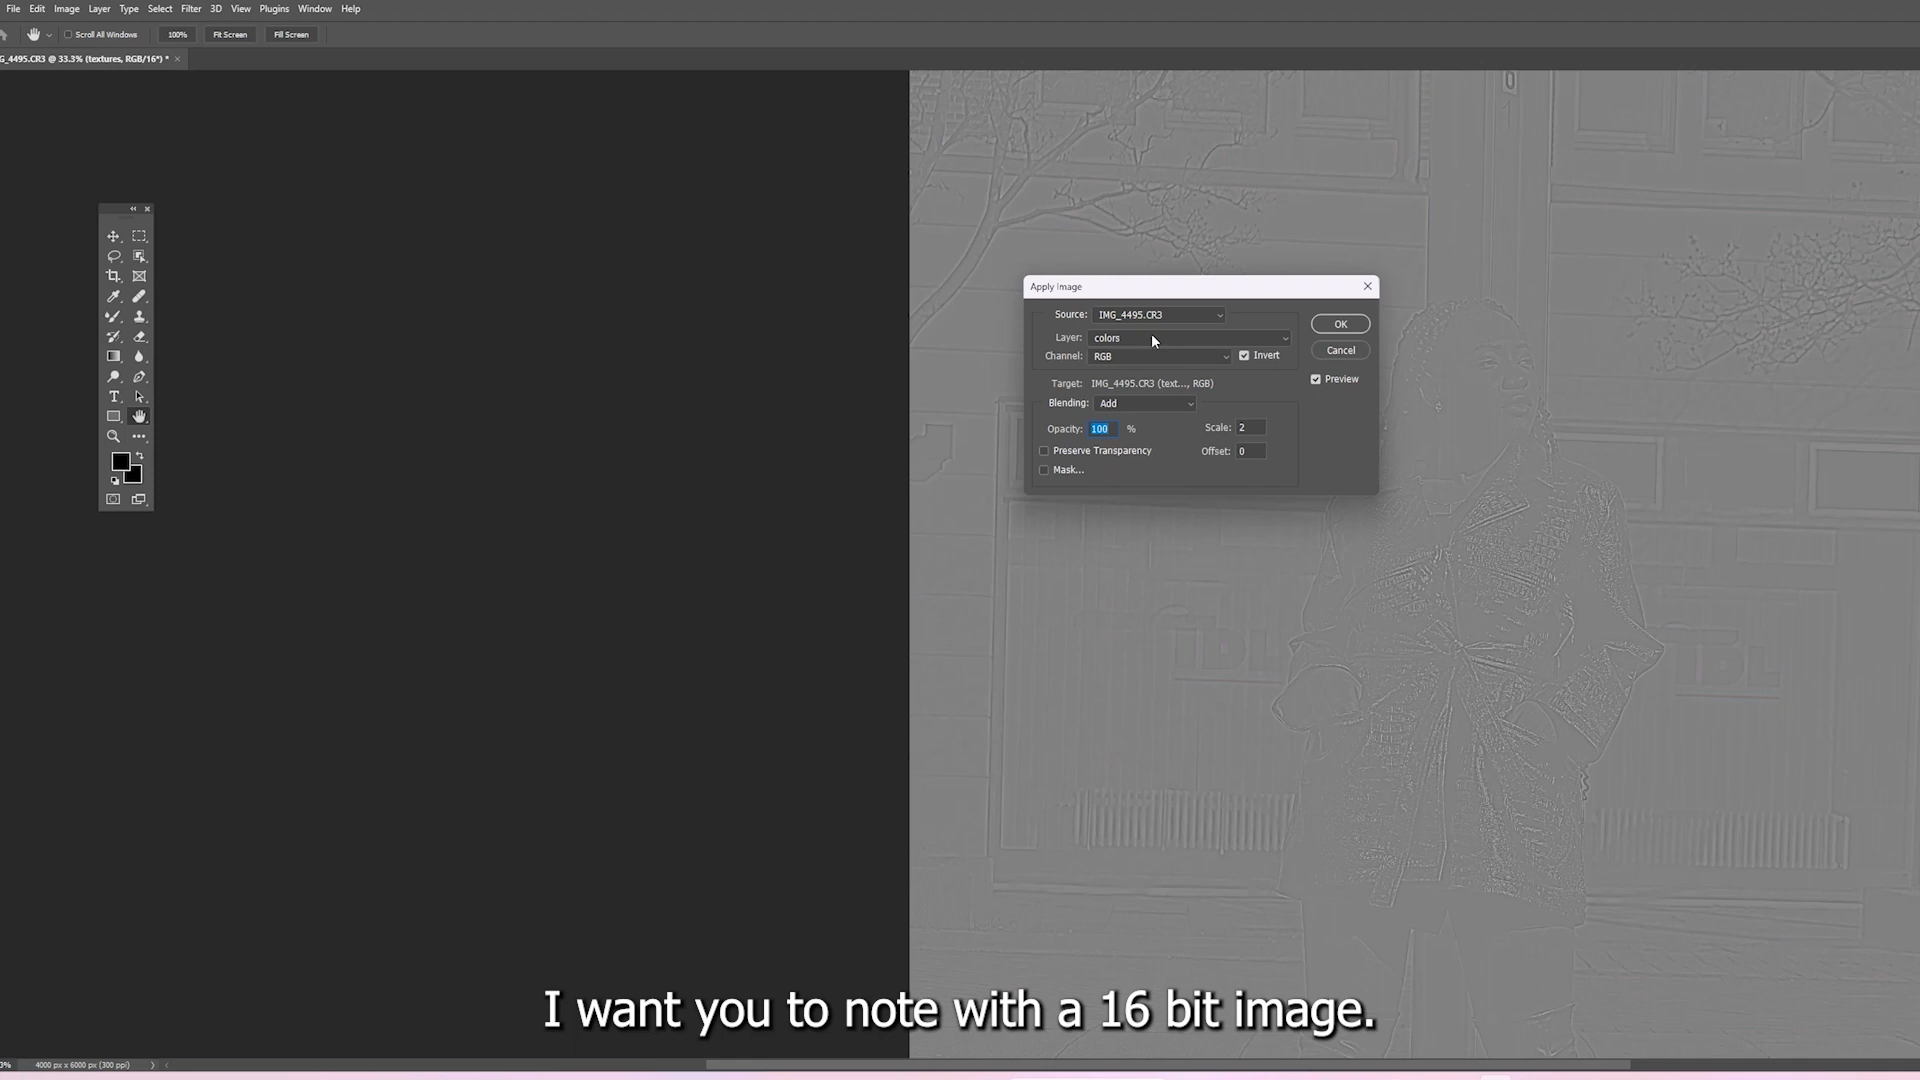 File Edit Image Layer Type Select Filter 3D View Plugins Window Help
Scroll All Windows 100% Fit Screen Fill Screen
G_4495.CR3 @ 33.3% (textures, RGB/16*) *
Apply Image
Source: IMG_4495.CR3
OK
Layer: colors
Cancel
Channel: RGB Invert
Preview
Target: IMG_4495.CR3 (text..., RGB)
Blending: Add
Opacity: 100 % Scale: 2
Preserve Transparency Offset: 0
Mask...
I want you to note with a 16 bit image.
3% 4000 px x 6000 px (300 ppi)